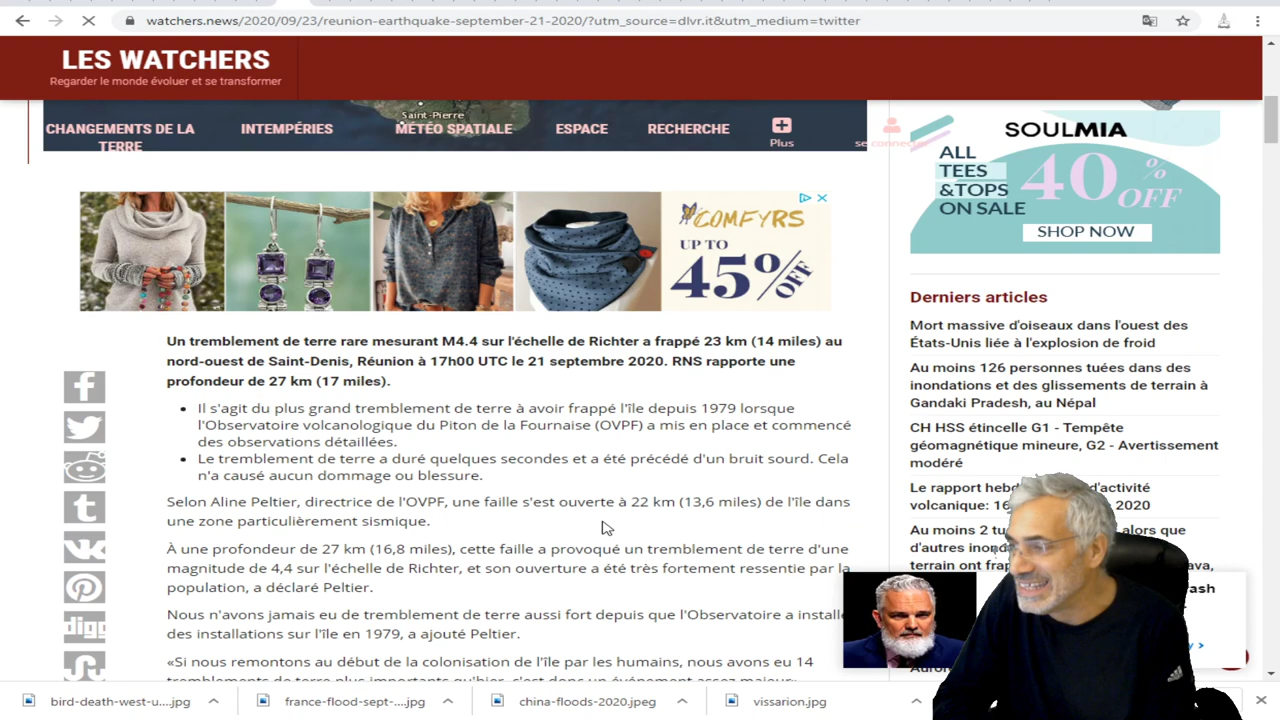 watchers.news/2020/09/23/reunion-earthquake-september-21-2020/?utm_source=dlvr.it&utm_medium=twitter
LES WATCHERS
Regarder le monde évoluer et se transformer
Saint-Pierre
CHANGEMENTS DE LA
TERRE
INTEMPÉRIES
MÉTÉO SPATIALE
ESPACE
RECHERCHE
Plus
se connecter
COMFYRS
UP TO
45% OFF
SOULMIA
ALL
TEES
&TOPS
ON SALE
40% OFF
SHOP NOW
Un tremblement de terre rare mesurant M4.4 sur l'échelle de Richter a frappé 23 km (14 miles) au
nord-ouest de Saint-Denis, Réunion à 17h00 UTC le 21 septembre 2020. RNS rapporte une
profondeur de 27 km (17 miles).
Il s'agit du plus grand tremblement de terre à avoir frappé l'île depuis 1979 lorsque
l'Observatoire volcanologique du Piton de la Fournaise (OVPF) a mis en place et commencé
des observations détaillées.
Le tremblement de terre a duré quelques secondes et a été précédé d'un bruit sourd. Cela
n'a causé aucun dommage ou blessure.
Selon Aline Peltier, directrice de l'OVPF, une faille s'est ouverte à 22 km (13,6 miles) de l'île dans
une zone particulièrement sismique.
À une profondeur de 27 km (16,8 miles), cette faille a provoqué un tremblement de terre d'une
magnitude de 4,4 sur l'échelle de Richter, et son ouverture a été très fortement ressentie par la
population, a déclaré Peltier.
Nous n'avons jamais eu de tremblement de terre aussi fort depuis que l'Observatoire a installé
des installations sur l'île en 1979, a ajouté Peltier.
«Si nous remontons au début de la colonisation de l'île par les humains, nous avons eu 14
tremblements de terre plus importants qu'hier, c'est donc un événement assez majeur»
Derniers articles
Mort massive d'oiseaux dans l'ouest des
États-Unis liée à l'explosion de froid
Au moins 126 personnes tuées dans des
inondations et des glissements de terrain à
Gandaki Pradesh, au Népal
CH HSS étincelle G1 - Tempête
géomagnétique mineure, G2 - Avertissement
modéré
Le rapport d'activité
volcanique: 2020
Au moins 2 alors que
d'autres
terrain ont
digg
bird-death-west-u....jpg
france-flood-sept-....jpg
china-floods-2020.jpeg
vissarion.jpg